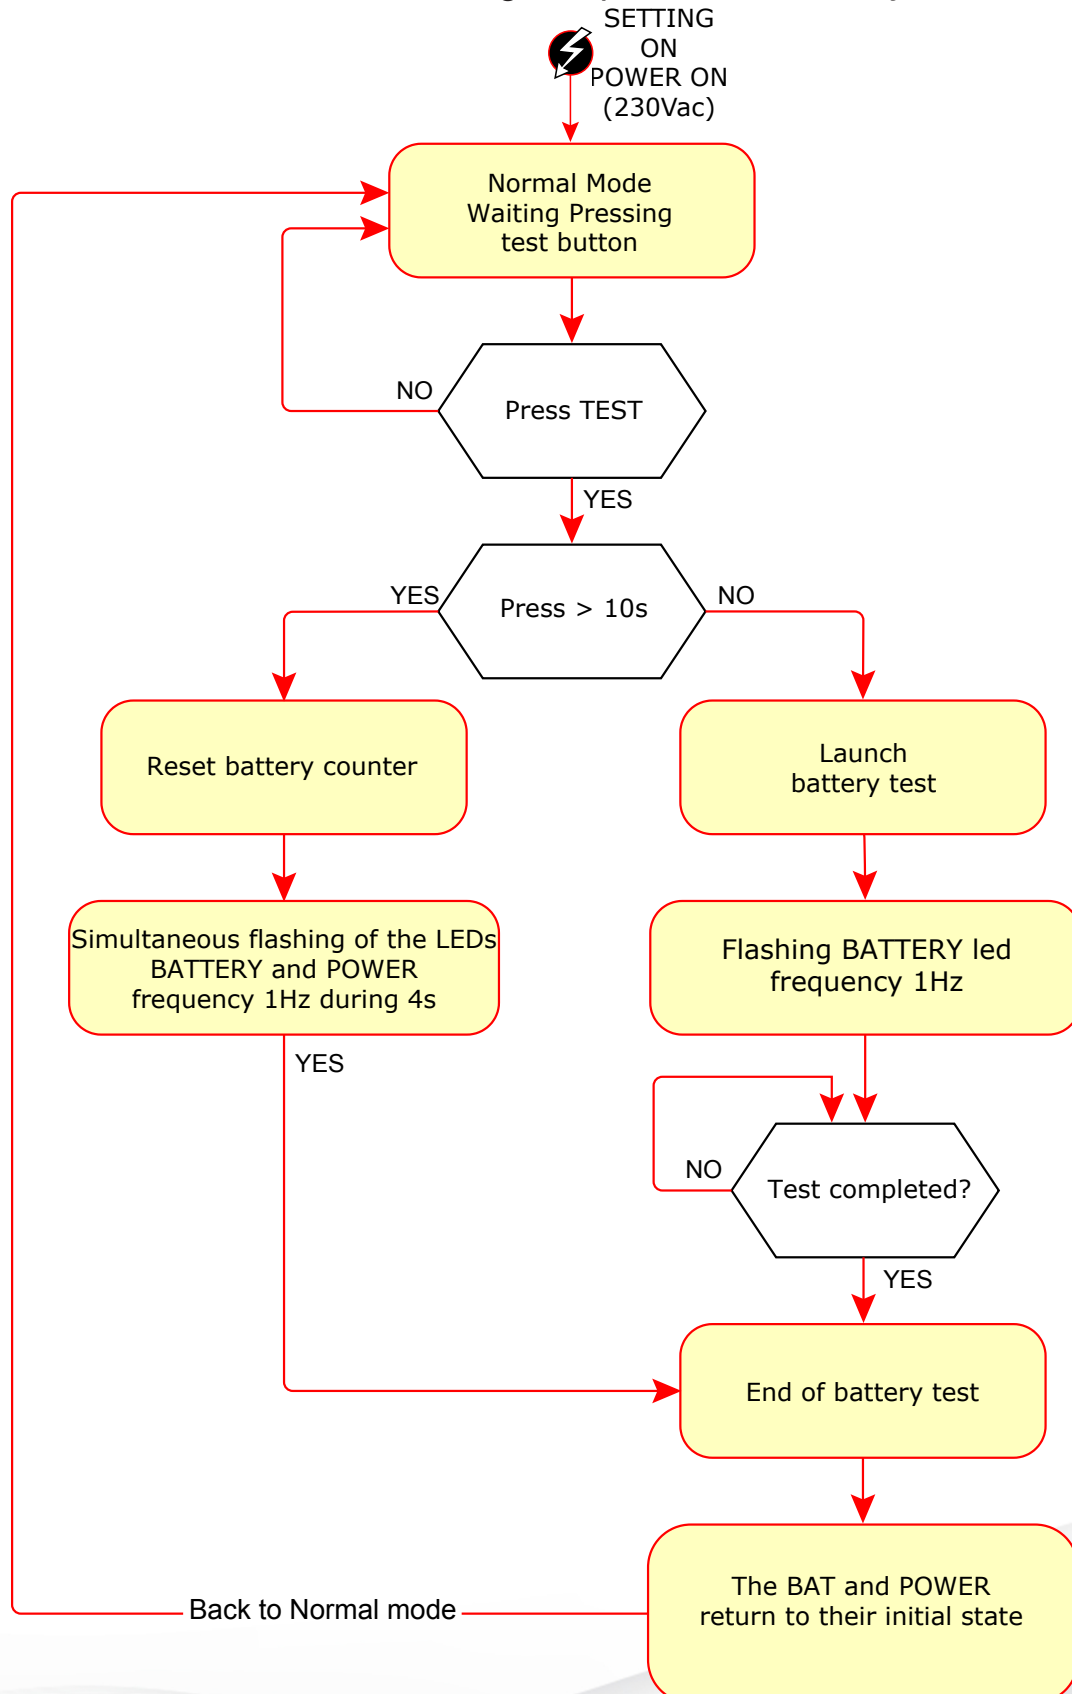 SETTING
ON
POWER ON
(230Vac)
Normal Mode
Waiting Pressing
test button
NO
Press TEST
YES
YES
Press > 10s
NO
Reset battery counter
Launch
battery test
Simultaneous flashing of the LEDs
BATTERY and POWER
frequency 1Hz during 4s
Flashing BATTERY led
frequency 1Hz
YES
NO
Test completed?
YES
End of battery test
The BAT and POWER
return to their initial state
Back to Normal mode